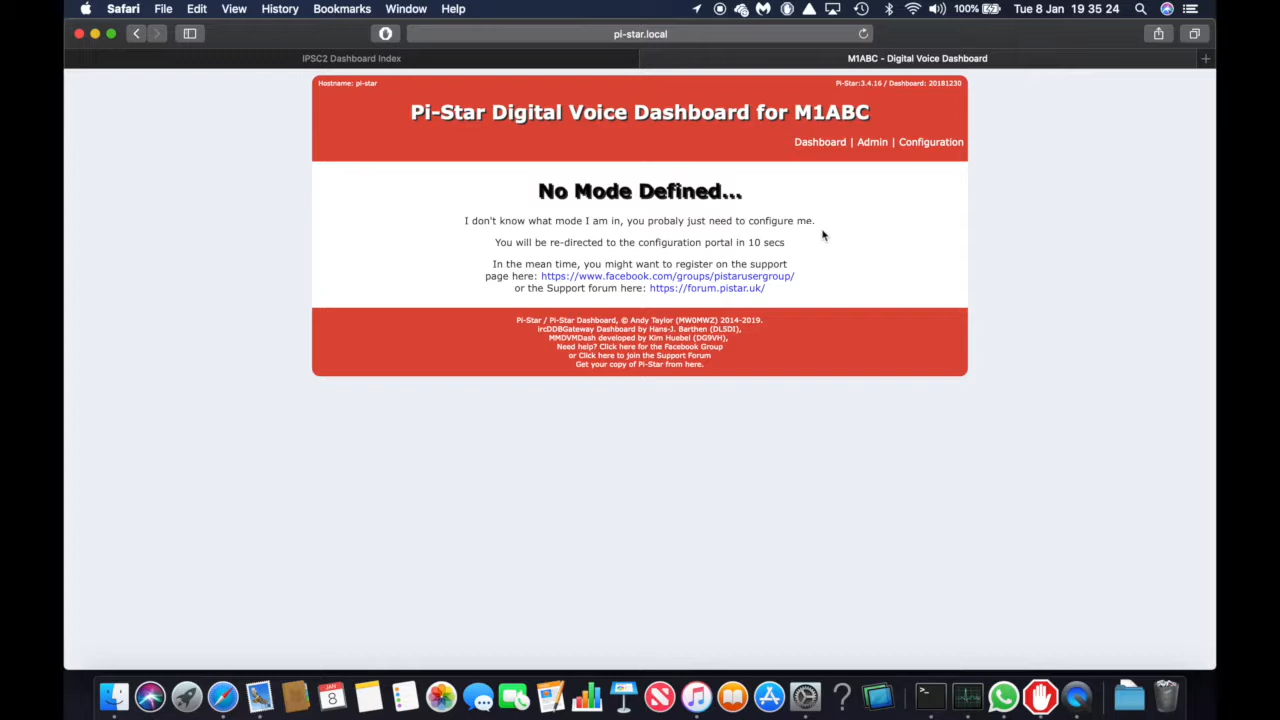 Safari File Edit View History Bookmarks Window Help 100% Tue 8 Jan 19:35:24
pi-star.local
IPSC2 Dashboard Index M1ABC - Digital Voice Dashboard
Hostname: pi-star Pi-Star:3.4.16 / Dashboard: 20181230
Pi-Star Digital Voice Dashboard for M1ABC
Dashboard | Admin | Configuration
No Mode Defined...
I don't know what mode I am in, you probaly just need to configure me.
You will be re-directed to the configuration portal in 10 secs
In the mean time, you might want to register on the support
page here: https://www.facebook.com/groups/pistarusergroup/
or the Support forum here: https://forum.pistar.uk/
Pi-Star / Pi-Star Dashboard, © Andy Taylor (MW0MWZ) 2014-2019.
ircDDBGateway Dashboard by Hans-J. Barthen (DL5DI),
MMDVMDash developed by Kim Huebel (DG9VH),
Need help? Click here for the Facebook Group
or Click here to join the Support Forum
Get your copy of Pi-Star from here.
JAN
8